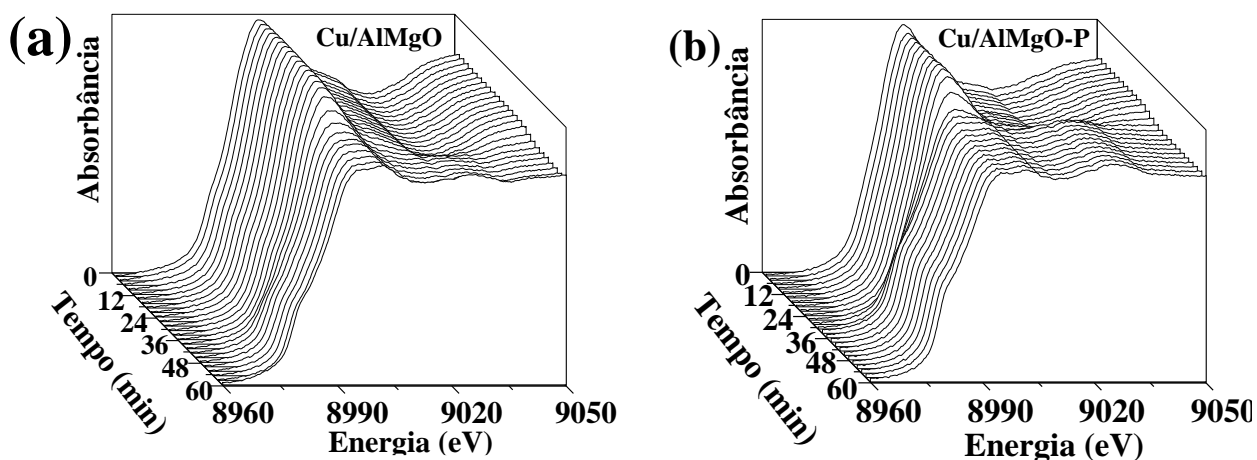 (a)
Cu/AlMgO
Absorbância
0
12
24
36
48
60
Tempo (min)
8960
8990
9020
9050
Energia (eV)
(b)
Cu/AlMgO-P
Absorbância
0
12
24
36
48
60
Tempo (min)
8960
8990
9020
9050
Energia (eV)